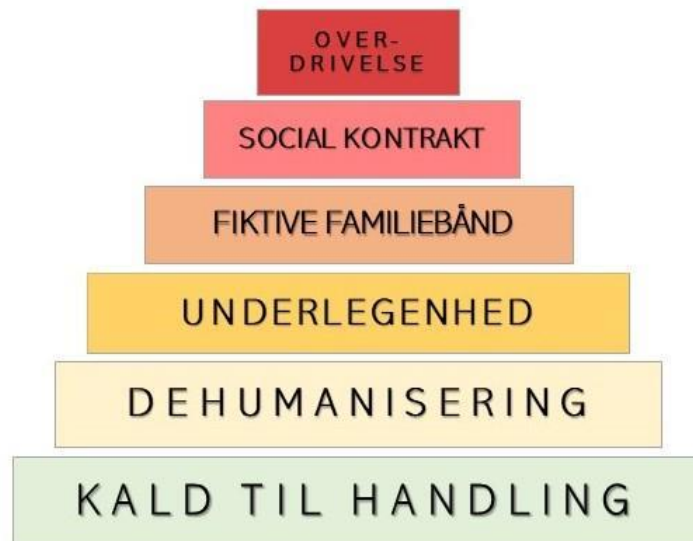 OVER-
DRIVELSE
SOCIAL KONTRAKT
FIKTIVE FAMILIEBÅND
UNDERLEGENHED
DEHUMANISERING
KALD TIL HANDLING